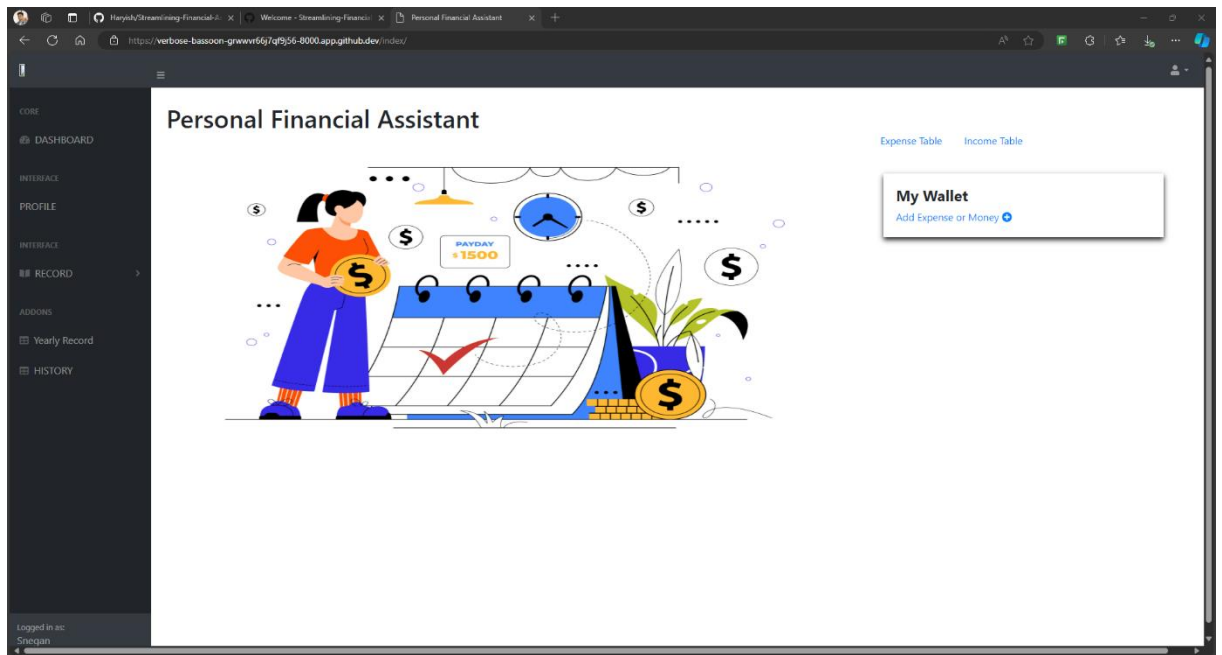 Haryish/Streamlining-Financial-A
Welcome - Streamlining-Financial
Personal Financial Assistant
https://verbose-bassoon-grwwvr66j7qf9j56-8000.app.github.dev/index/
CORE
DASHBOARD
INTERFACE
PROFILE
INTERFACE
RECORD
ADDONS
Yearly Record
HISTORY
Logged in as:
Sneqan
Personal Financial Assistant
Expense Table Income Table
My Wallet
Add Expense or Money
PAYDAY
$1500
$
$
$
$
$
$